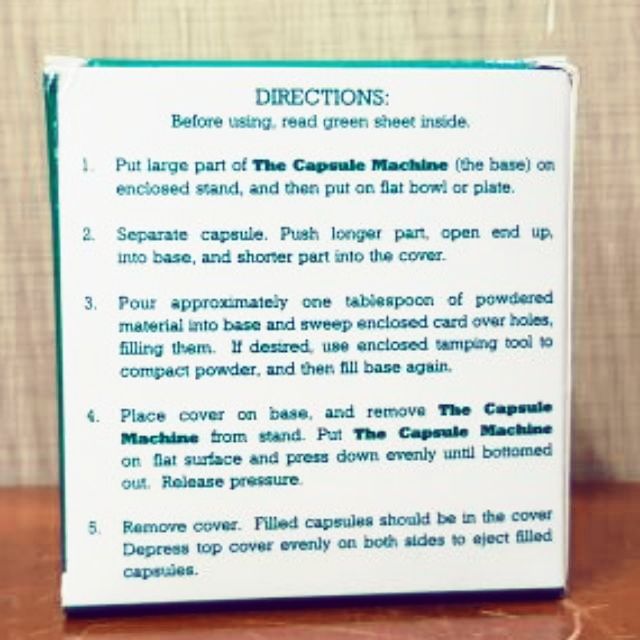 DIRECTIONS:
Before using, read green sheet inside.
1. Put large part of The Capsule Machine (the base) on
enclosed stand, and then put on flat bowl or plate.
2. Separate capsule. Push longer part, open end up,
into base, and shorter part into the cover.
3. Pour approximately one tablespoon of powdered
material into base and sweep enclosed card over holes,
filling them. If desired, use enclosed tamping tool to
compact powder, and then fill base again.
4. Place cover on base, and remove The Capsule
Machine from stand. Put The Capsule Machine
on flat surface and press down evenly until bottomed
out. Release pressure.
5. Remove cover. Filled capsules should be in the cover
Depress top cover evenly on both sides to eject filled
capsules.